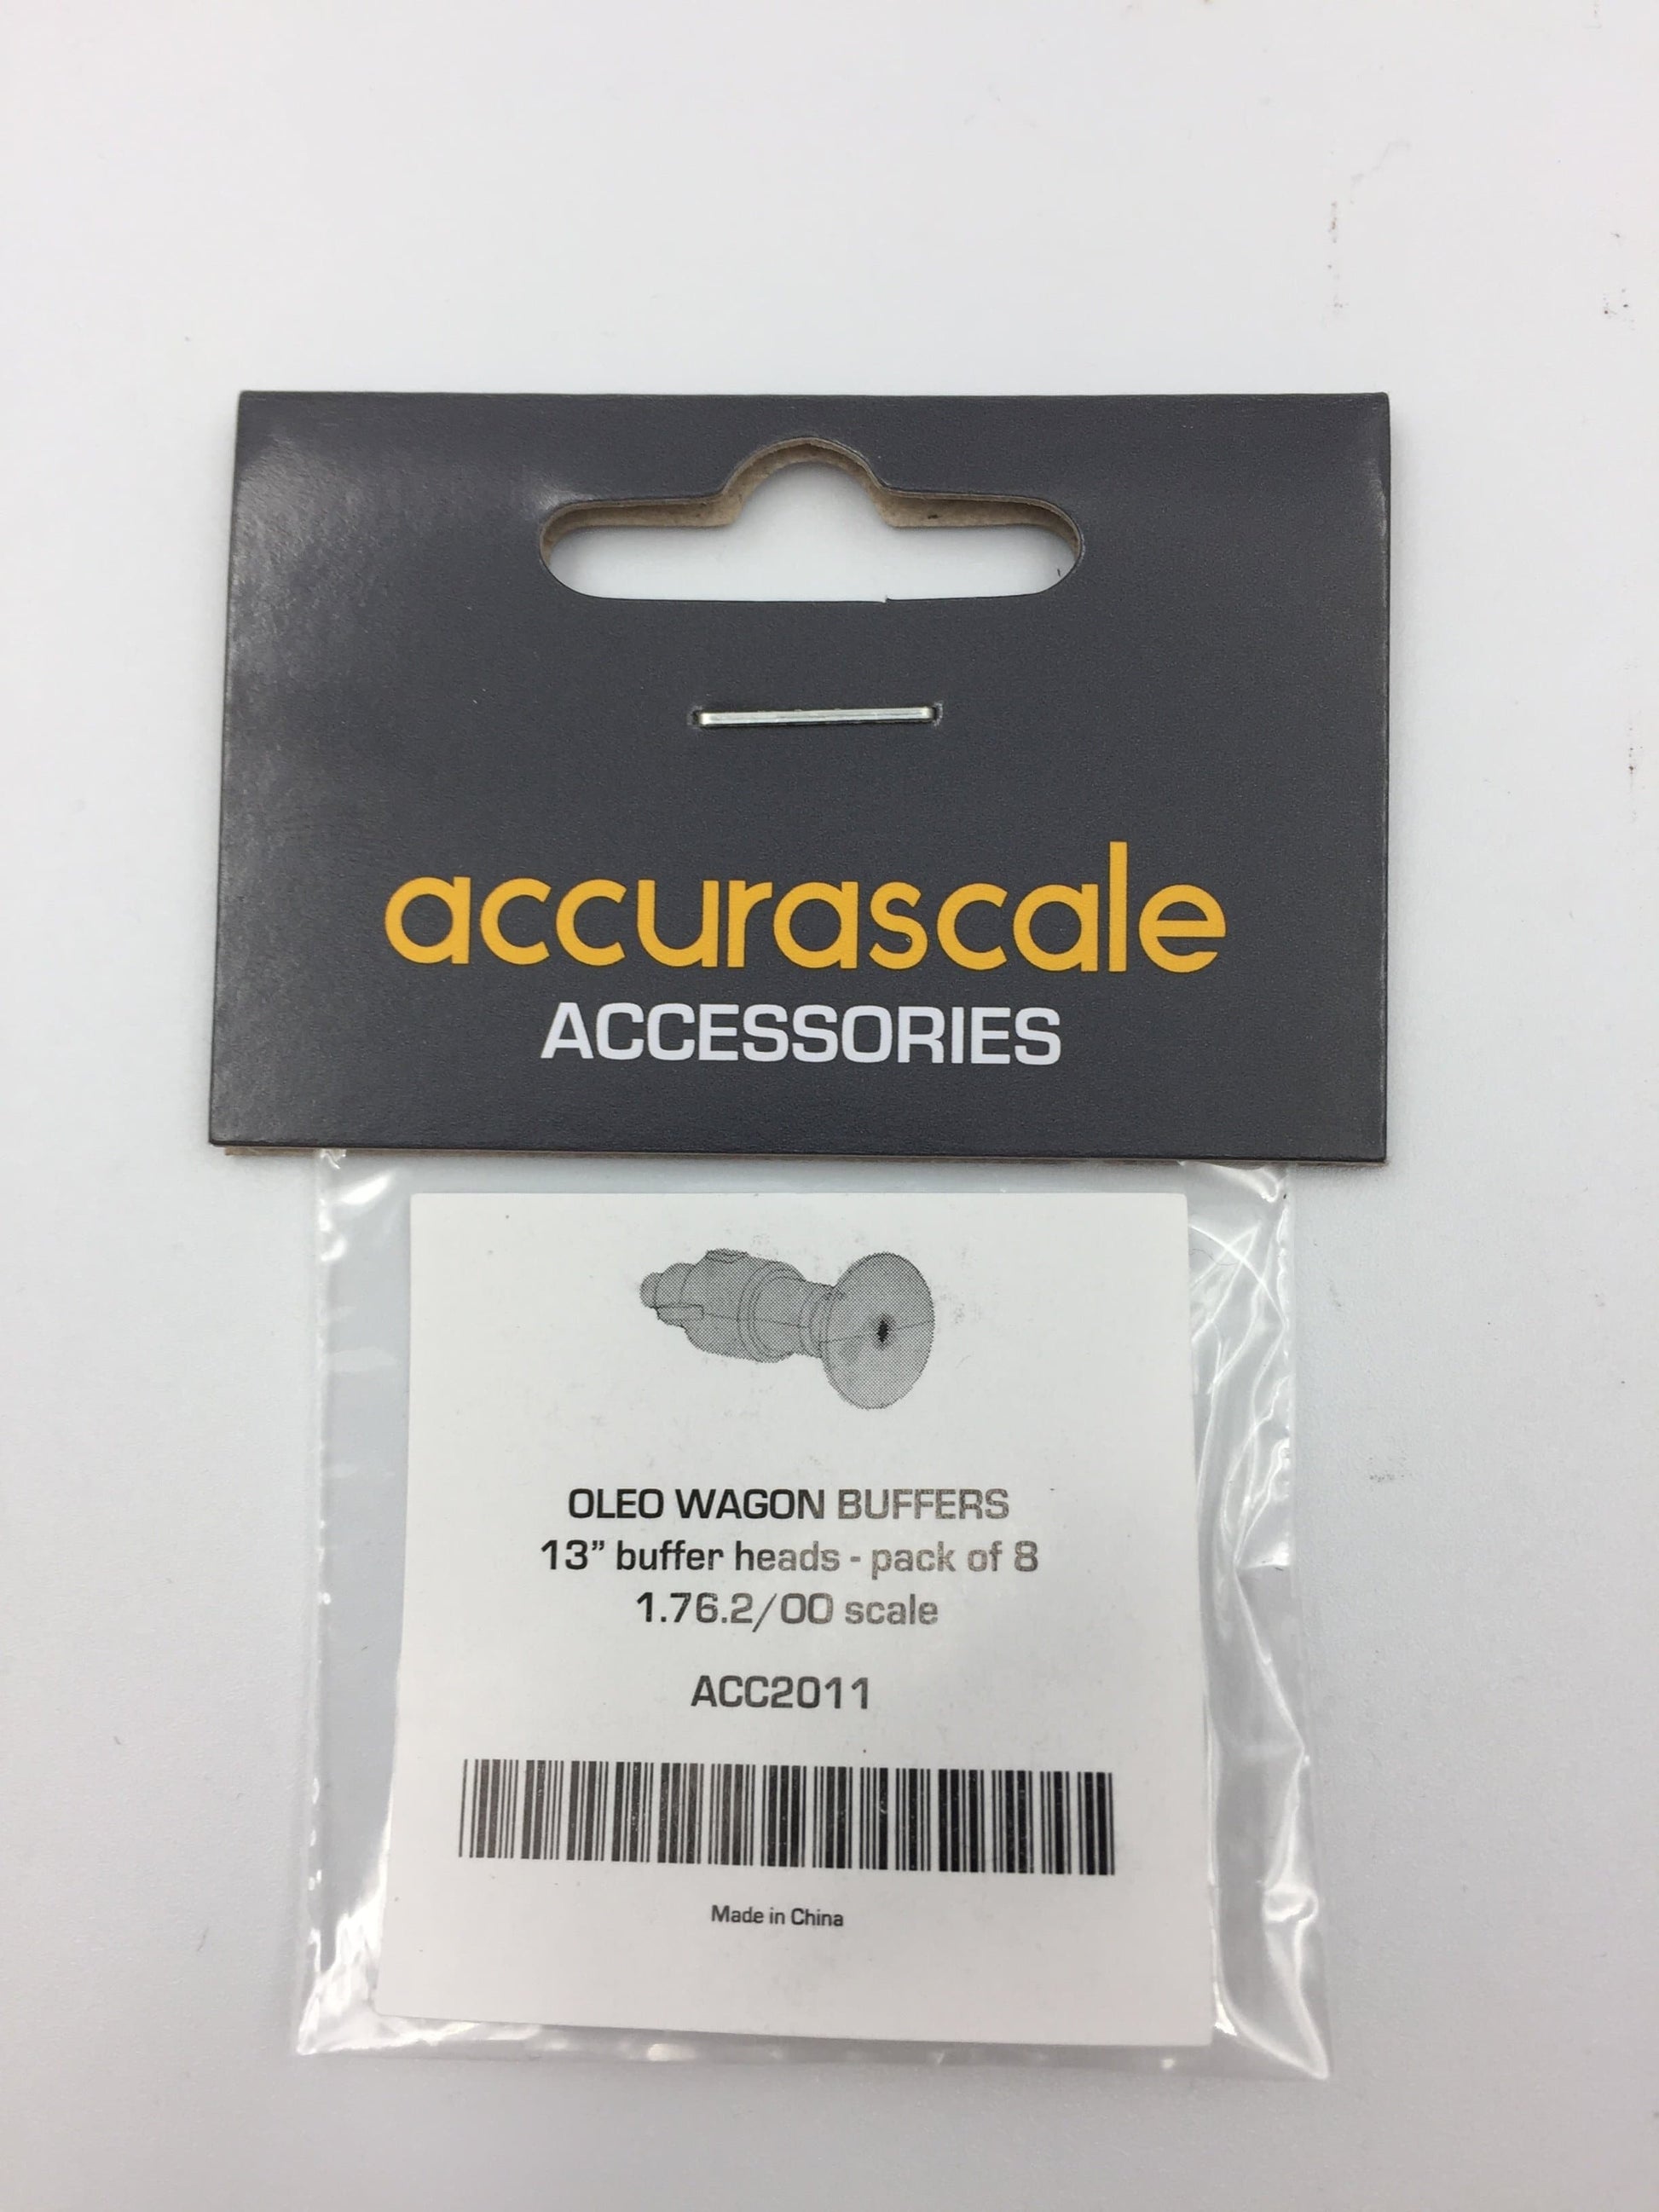 accurascale
ACCESSORIES
OLEO WAGON BUFFERS
13” buffer heads - pack of 8
1.76.2/00 scale
ACC2011
Made in China